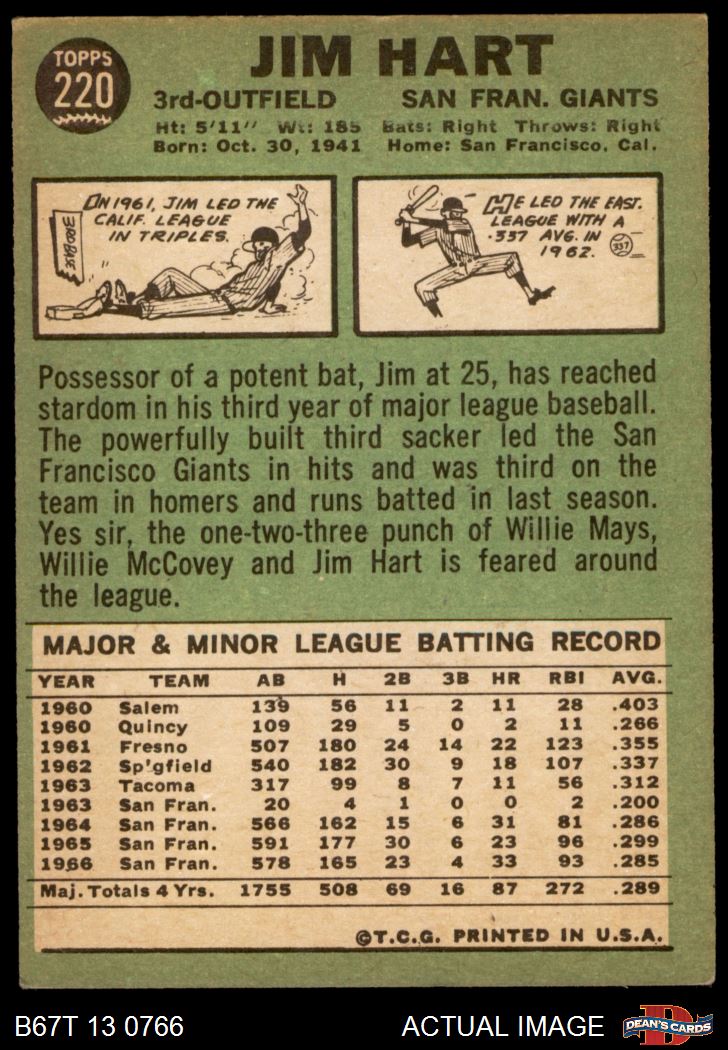 TOPPS
220
JIM HART
3rd-OUTFIELD SAN FRAN. GIANTS
Ht: 5'11" Wt: 185 Bats: Right Throws: Right
Born: Oct. 30, 1941 Home: San Francisco, Cal.
IN 1961, JIM LED THE
CALIF. LEAGUE
IN TRIPLES.
3RD BASE
HE LED THE EAST.
LEAGUE WITH A
.337 AVG. IN
1962.
337
Possessor of a potent bat, Jim at 25, has reached
stardom in his third year of major league baseball.
The powerfully built third sacker led the San
Francisco Giants in hits and was third on the
team in homers and runs batted in last season.
Yes sir, the one-two-three punch of Willie Mays,
Willie McCovey and Jim Hart is feared around
the league.
MAJOR & MINOR LEAGUE BATTING RECORD
YEAR TEAM AB H 2B 3B HR RBI AVG.
1960 Salem 139 56 11 2 11 28 .403
1960 Quincy 109 29 5 0 2 11 .266
1961 Fresno 507 180 24 14 22 123 .355
1962 Sp'gfield 540 182 30 9 18 107 .337
1963 Tacoma 317 99 8 7 11 56 .312
1963 San Fran. 20 4 1 0 0 2 .200
1964 San Fran. 566 162 15 6 31 81 .286
1965 San Fran. 591 177 30 6 23 96 .299
1966 San Fran. 578 165 23 4 33 93 .285
Maj. Totals 4 Yrs. 1755 508 69 16 87 272 .289
©T.C.G. PRINTED IN U.S.A.
B67T 13 0766 ACTUAL IMAGE
D
DEAN'S CARDS